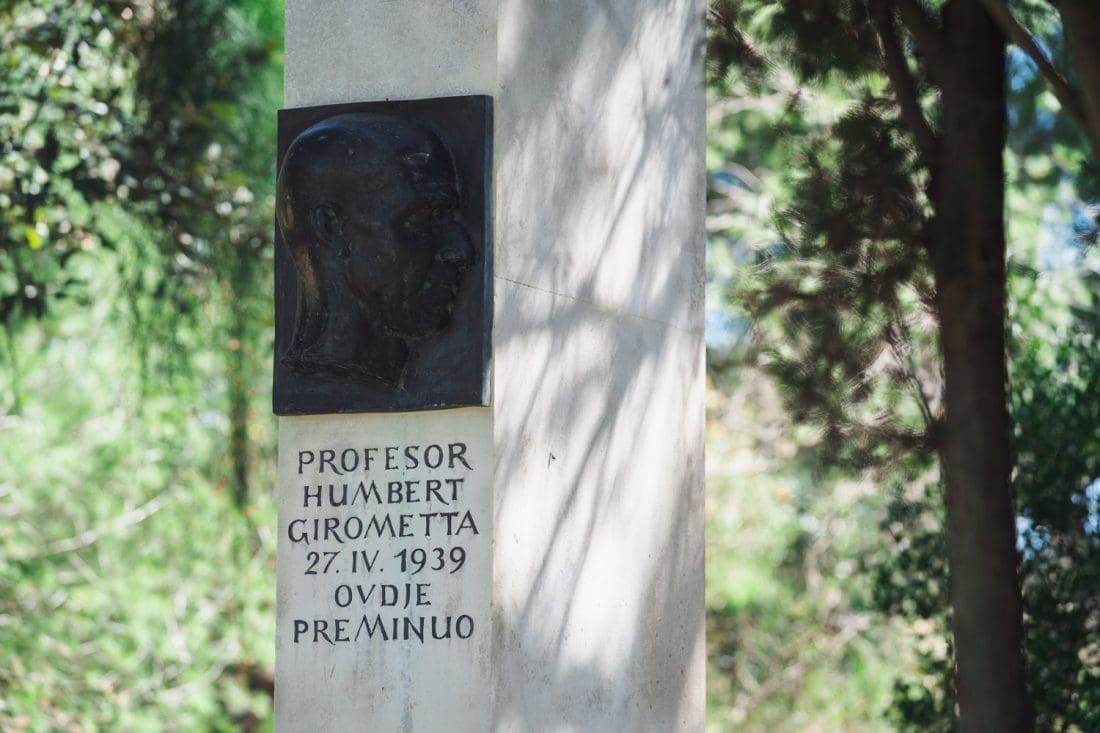 PROFESOR
HUMBERT
GIROMETTA
27. IV. 1939
OVDJE
PREMINUO